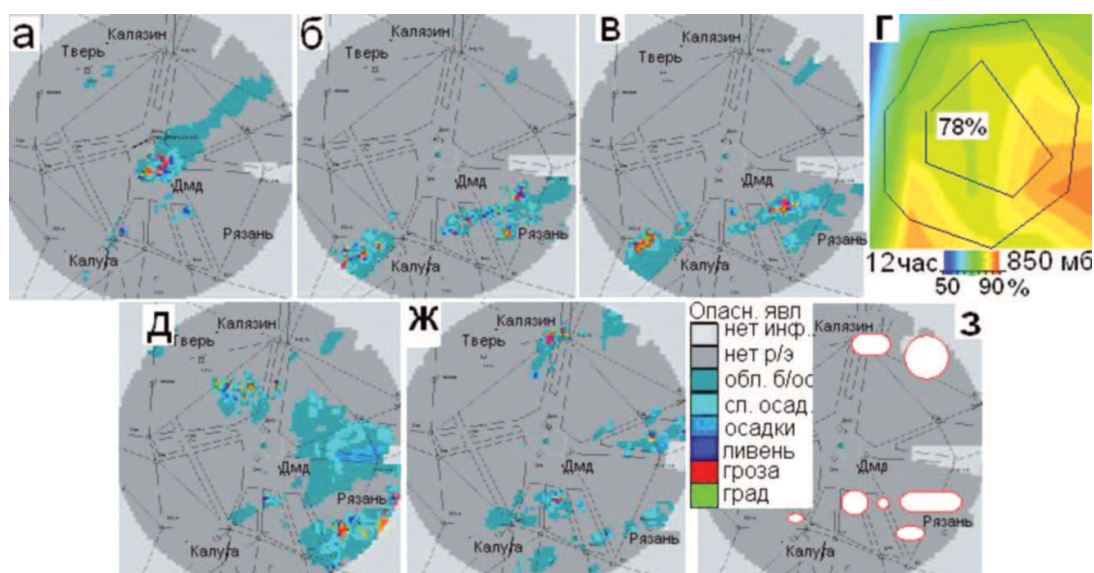 а
Калязин
Тверь
Дмд
Рязань
Калуга
б
Калязин
Тверь
Дмд
Рязань
Калуга
в
Калязин
Тверь
Дмд
Рязань
Калуга
г
78%
12час 850 мб
50 90%
д
Калязин
Тверь
Дмд
Рязань
Калуга
ж
Калязин
Тверь
Дмд
Рязань
Калуга
Опасн. явл
нет инф.
нет р/э
обл. б/ос
сл. осад.
осадки
ливень
гроза
град
з
Калязин
Дмд
Рязань
Калуга